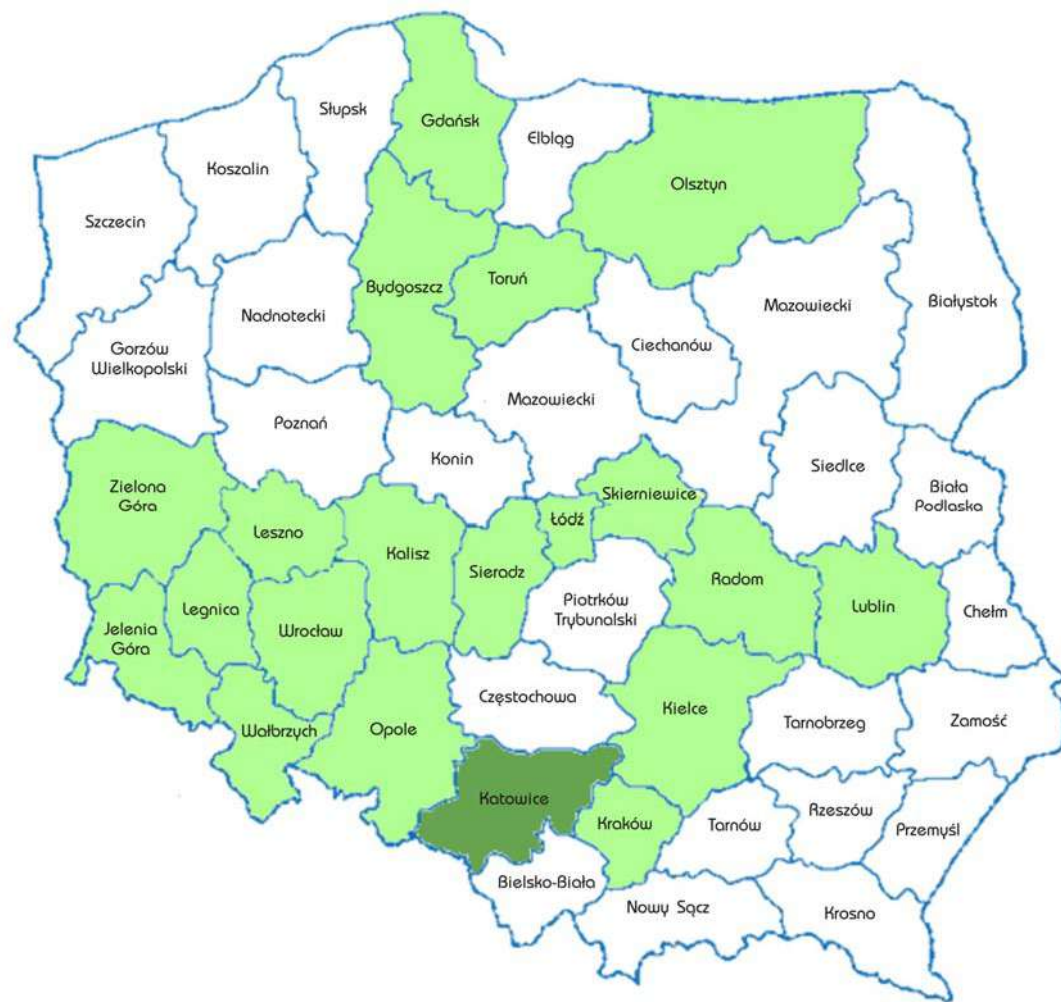 Słupsk
Gdańsk
Elbląg
Koszalin
Olsztyn
Szczecin
Bydgoszcz
Toruń
Nadnotecki
Mazowiecki
Białystok
Ciechanów
Gorzów
Wielkopolski
Mazowiecki
Poznań
Konin
Siedlce
Zielona
Góra
Skierniewice
Biała
Podlaska
Leszno
Łódź
Kalisz
Sieradz
Radom
Lublin
Legnica
Piotrków
Trybunalski
Chełm
Jelenia
Góra
Wrocław
Częstochowa
Kielce
Wałbrzych
Opole
Tarnobrzeg
Zamość
Katowice
Kraków
Tarnów
Rzeszów
Przemyśl
Bielsko-Biała
Nowy Sącz
Krosno